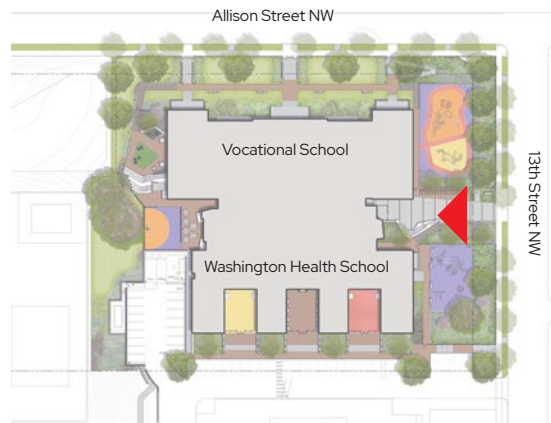 Allison Street NW
Vocational School
13th Street NW
Washington Health School